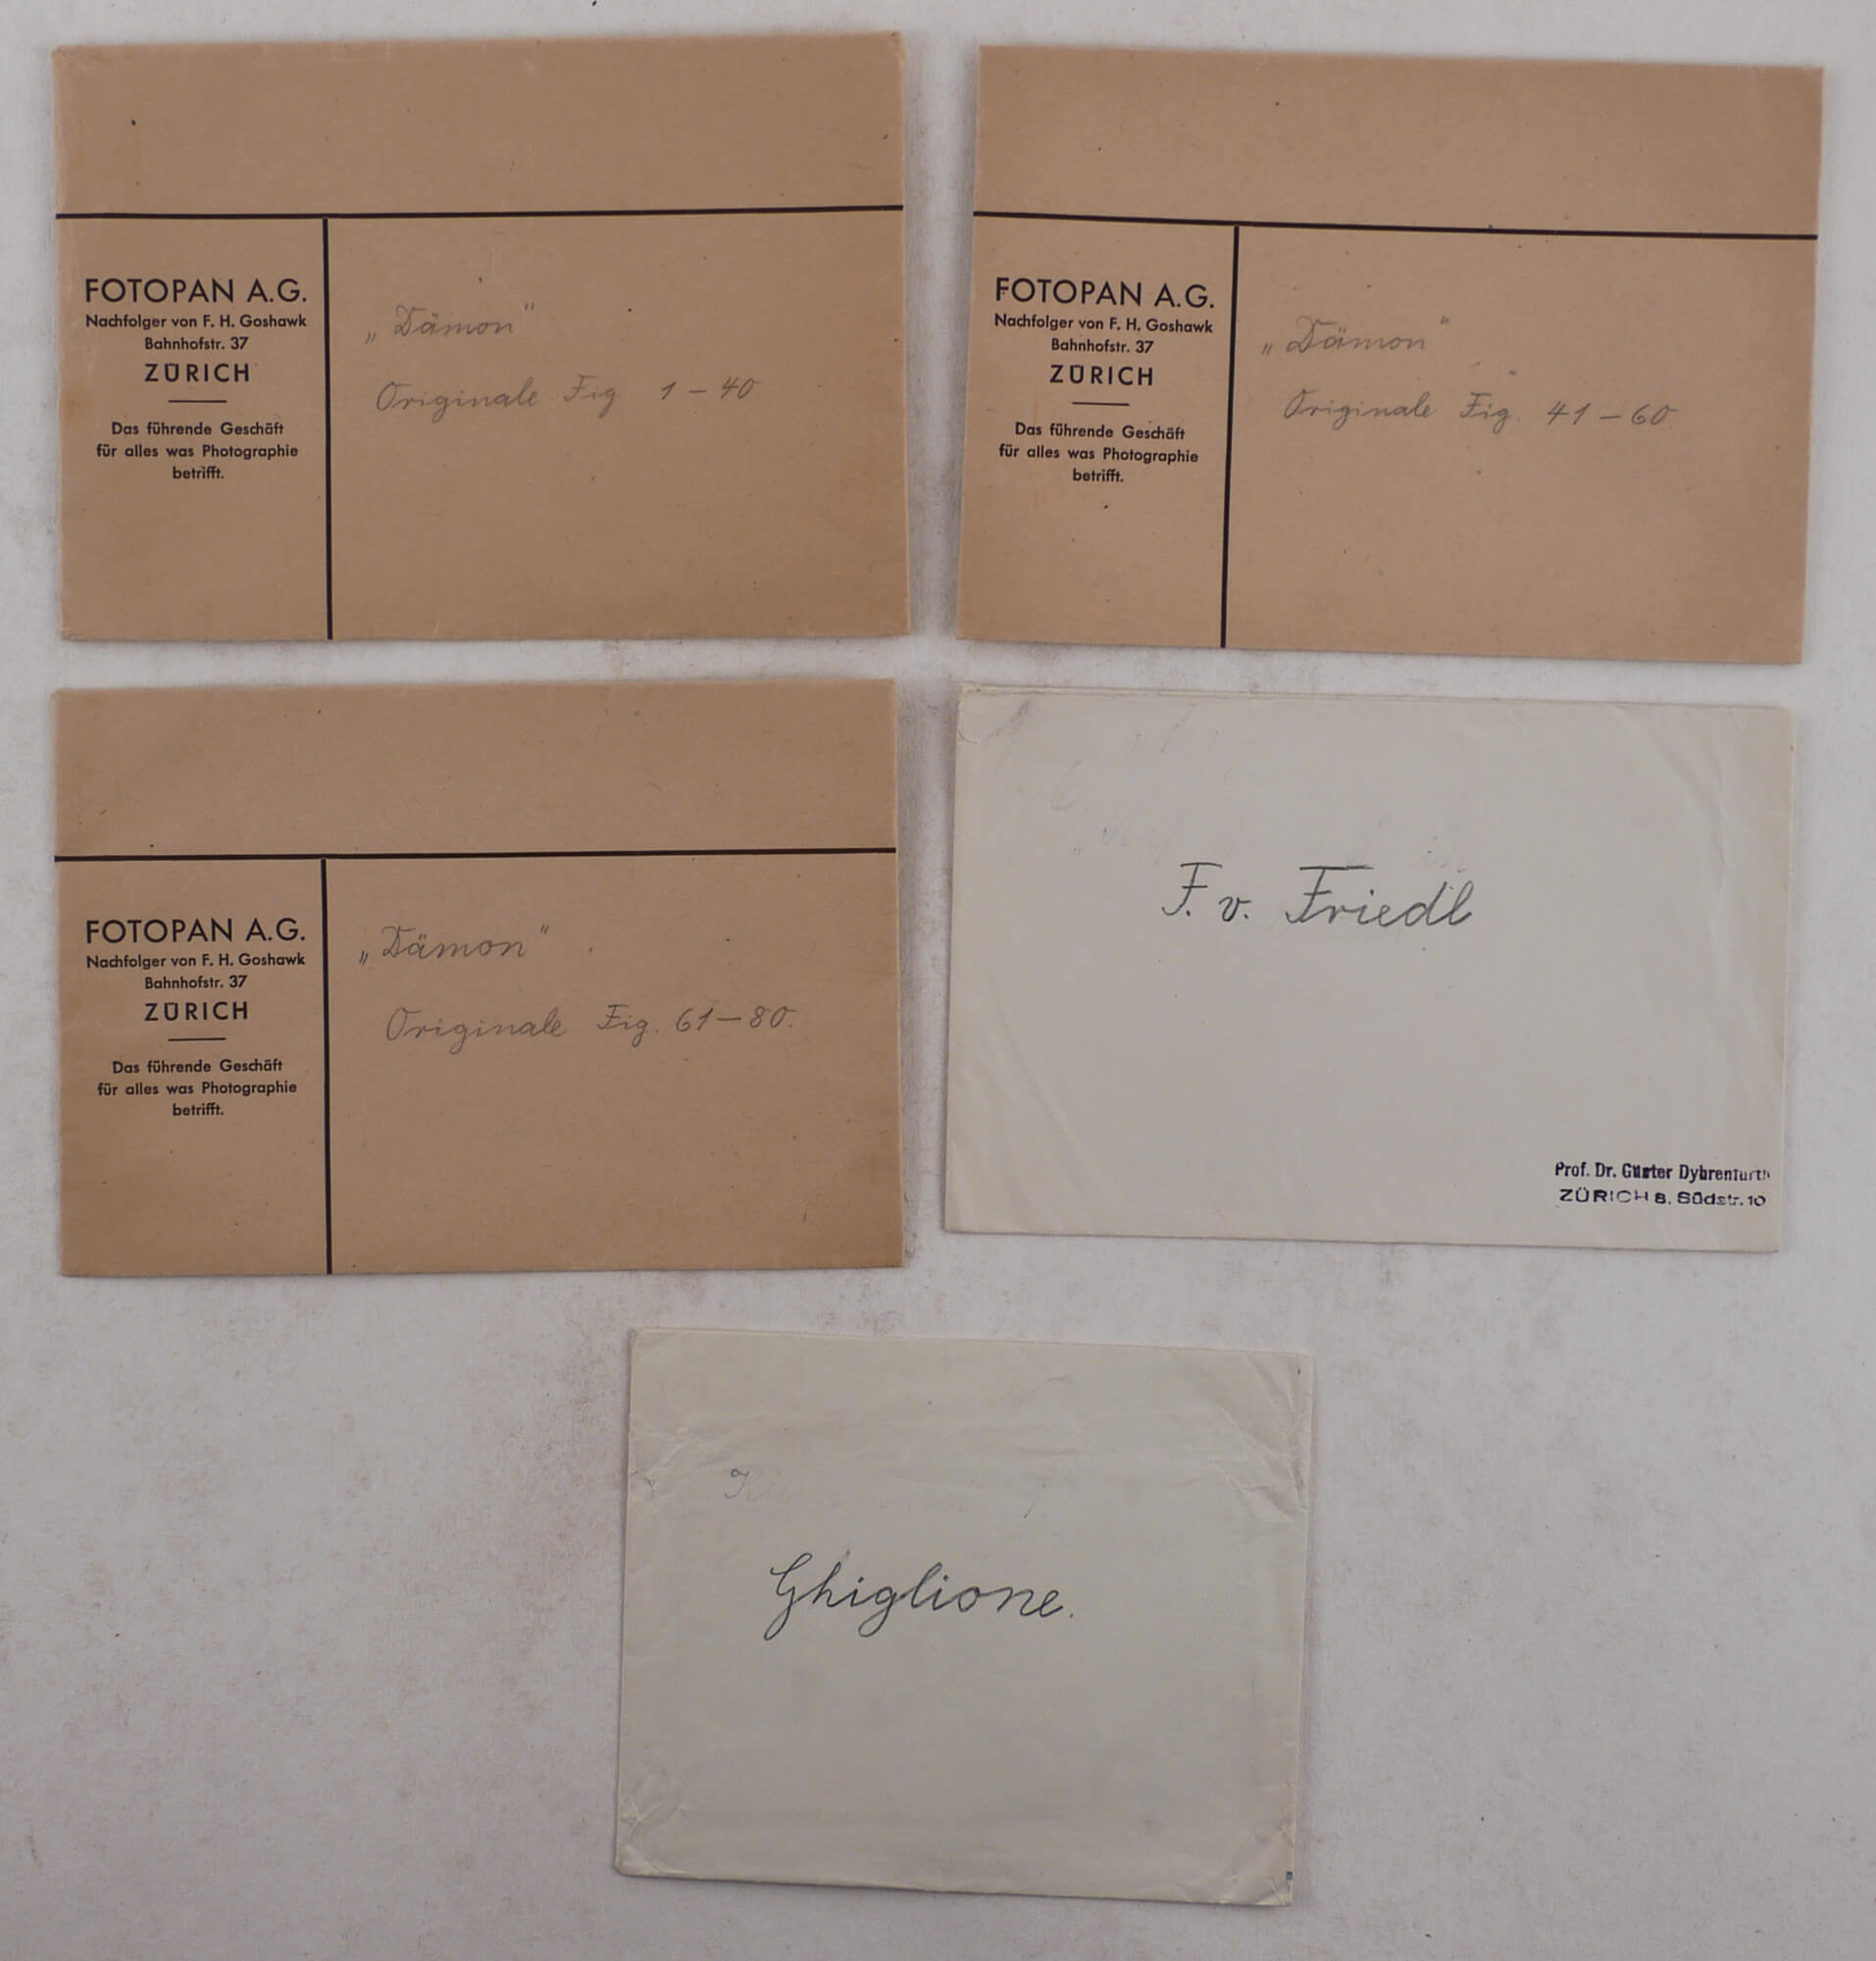 FOTOPAN A.G.
Nachfolger von F. H. Goshawk
Bahnhofstr. 37
ZÜRICH
Das führende Geschäft
für alles was Photographie
betrifft.
„Dämon"
Originale Fig 1 – 40
FOTOPAN A.G.
Nachfolger von F. H. Goshawk
Bahnhofstr. 37
ZÜRICH
Das führende Geschäft
für alles was Photographie
betrifft.
„Dämon"
Originale Fig. 41 – 60
FOTOPAN A.G.
Nachfolger von F. H. Goshawk
Bahnhofstr. 37
ZÜRICH
Das führende Geschäft
für alles was Photographie
betrifft.
„Dämon"
Originale Fig. 61 – 80.
F. v. Friedl
Prof. Dr. Günter Dyhrenfurth
ZÜRICH 8, Südstr. 10
Ghiglione.